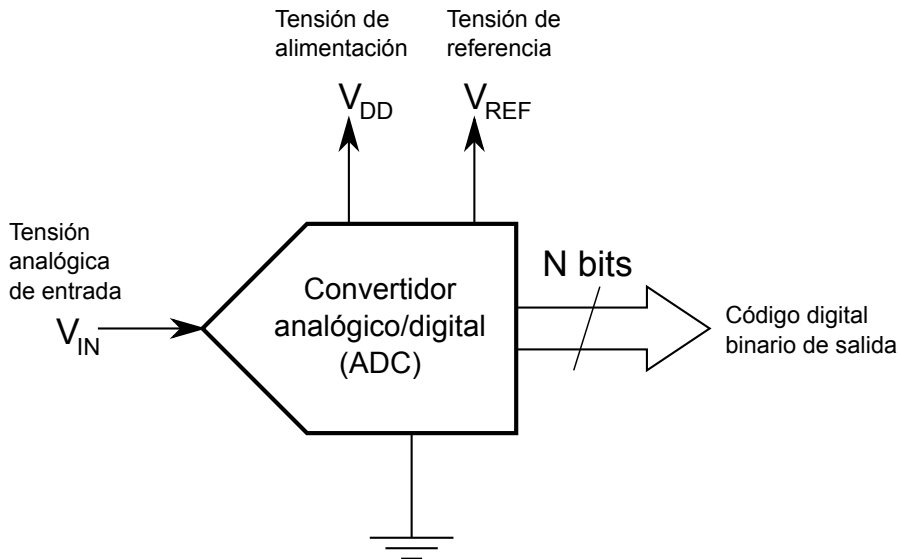 Tensión de
alimentación
V_DD
Tensión de
referencia
V_REF
Tensión
analógica
de entrada
V_IN
Convertidor
analógico/digital
(ADC)
N bits
Código digital
binario de salida